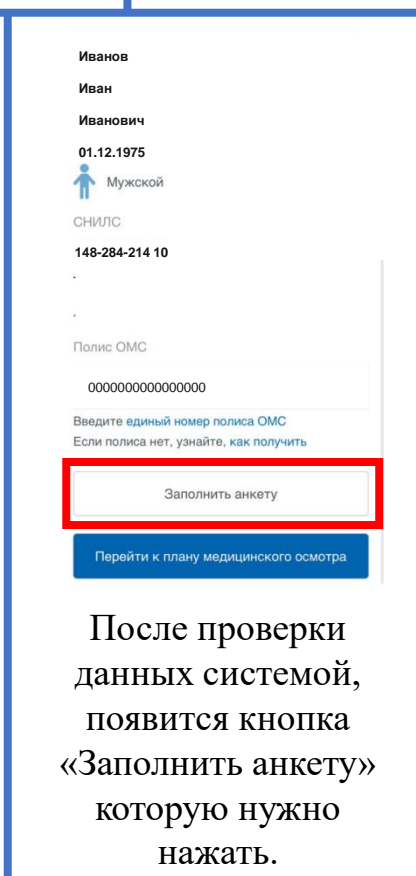 Иванов
Иван
Иванович
01.12.1975
Мужской
СНИЛС
148-284-214 10
.
.
Полис ОМС
0000000000000000
Введите единый номер полиса ОМС
Если полиса нет, узнайте, как получить
Заполнить анкету
Перейти к плану медицинского осмотра
После проверки
данных системой,
появится кнопка
«Заполнить анкету»
которую нужно
нажать.